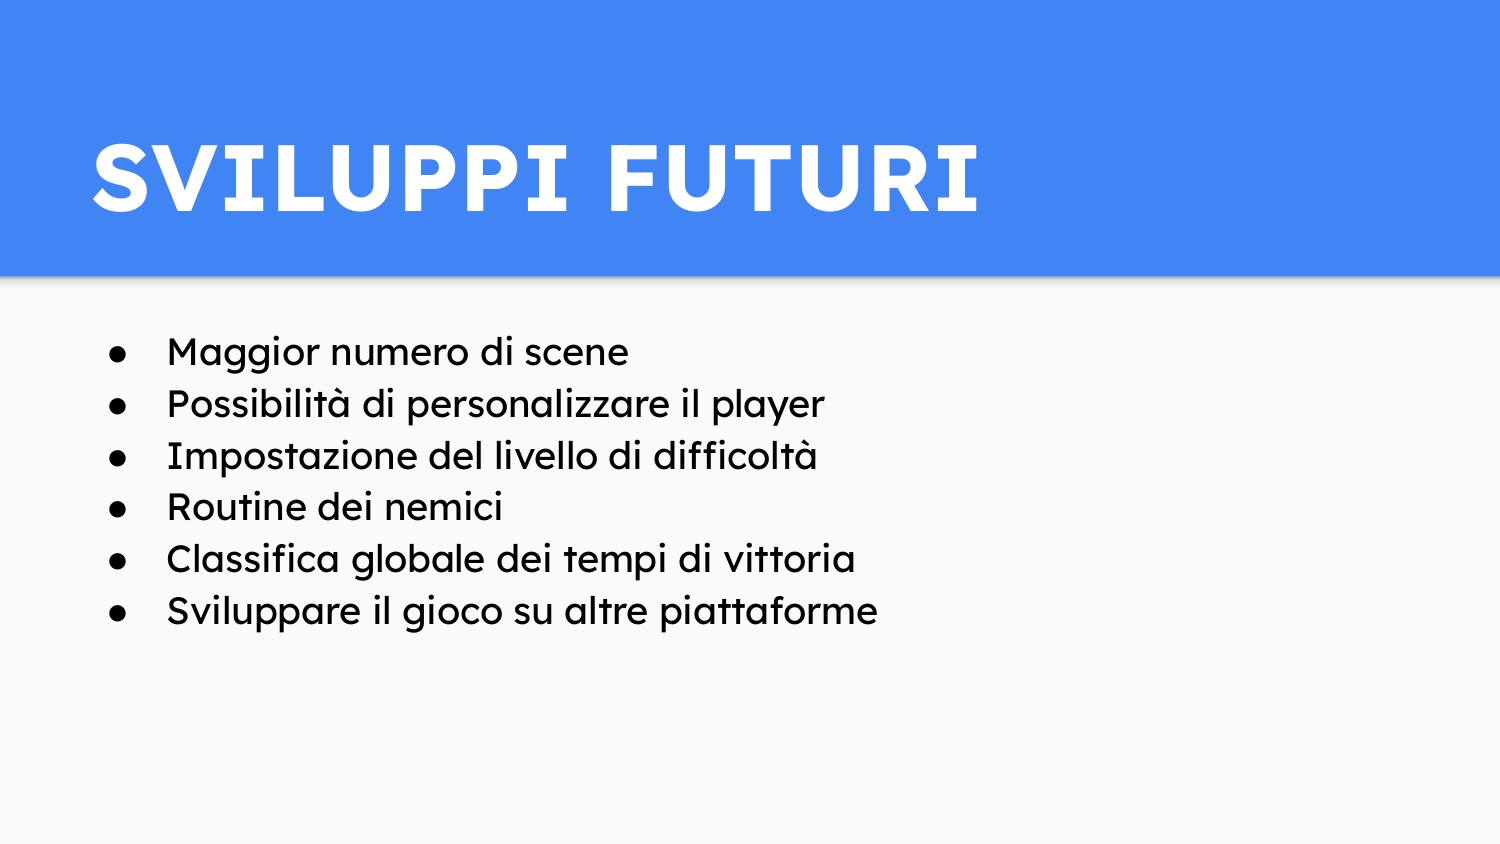 SVILUPPI FUTURI
● Maggior numero di scene
● Possibilità di personalizzare il player
● Impostazione del livello di difficoltà
● Routine dei nemici
● Classifica globale dei tempi di vittoria
● Sviluppare il gioco su altre piattaforme